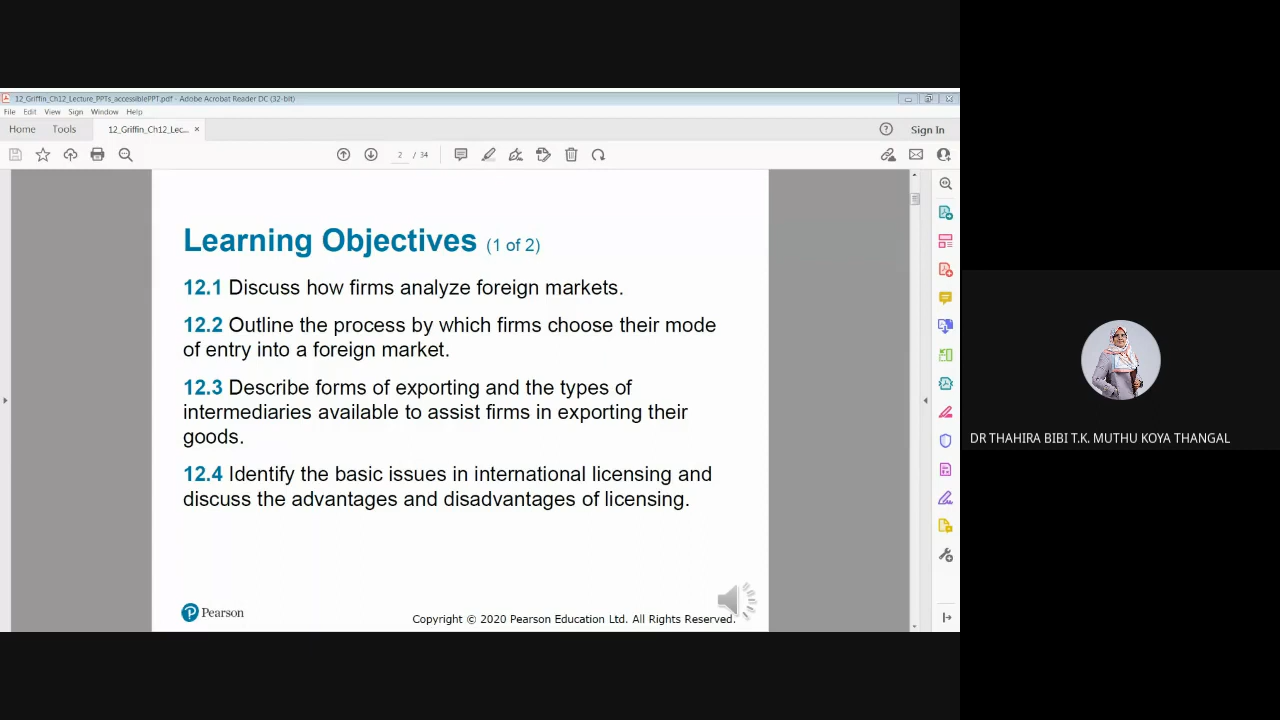 12_Griffin_Ch12_Lecture_PPTs_accessiblePPT.pdf - Adobe Acrobat Reader DC (32-bit)
File Edit View Sign Window Help
Home Tools 12_Griffin_Ch12_Lec... × Sign In
2 / 34
Learning Objectives (1 of 2)
12.1 Discuss how firms analyze foreign markets.
12.2 Outline the process by which firms choose their mode
of entry into a foreign market.
12.3 Describe forms of exporting and the types of
intermediaries available to assist firms in exporting their
goods.
12.4 Identify the basic issues in international licensing and
discuss the advantages and disadvantages of licensing.
Pearson
Copyright © 2020 Pearson Education Ltd. All Rights Reserved.
DR THAHIRA BIBI T.K. MUTHU KOYA THANGAL